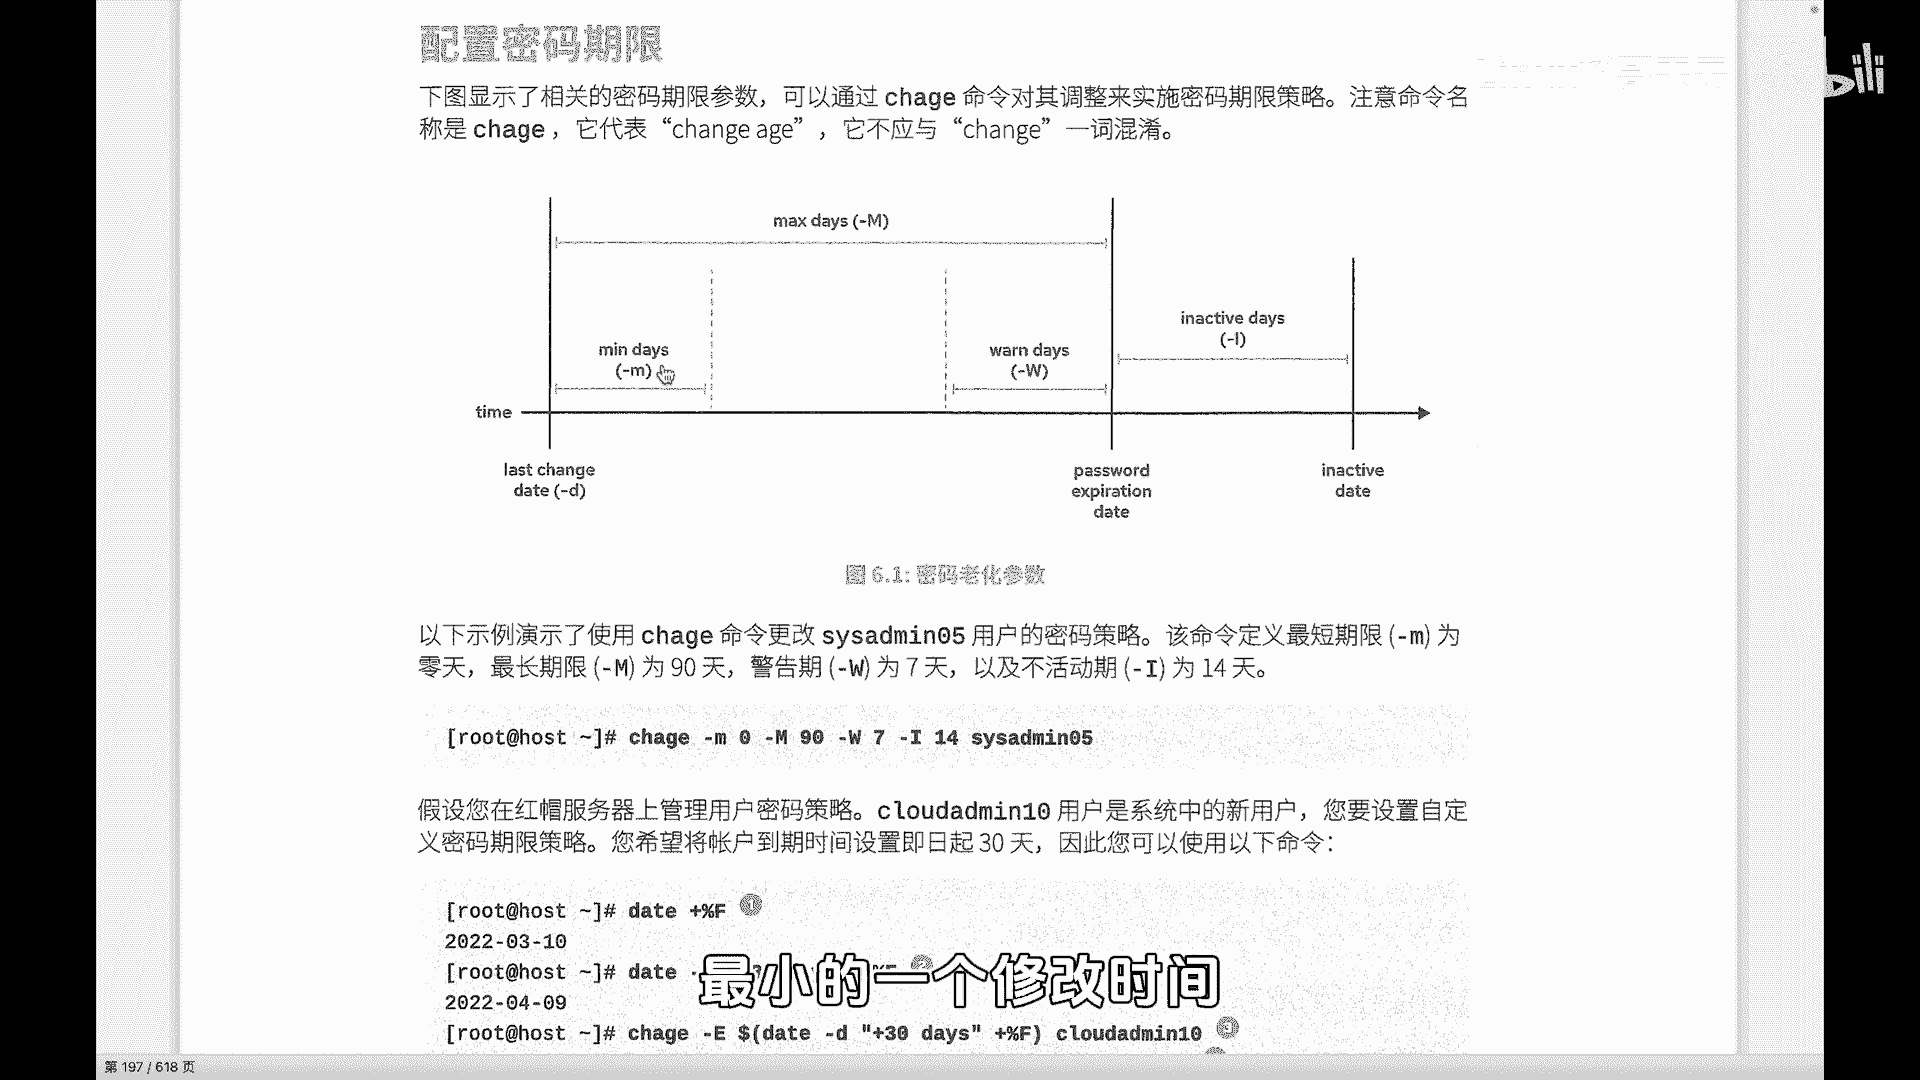 配置密码期限
下图显示了相关的密码期限参数，可以通过 chage 命令对其调整来实施密码期限策略。注意命令名
称是 chage，它代表“change age”，它不应与“change”一词混淆。
max days (-M)
inactive days
(-I)
min days
(-m)
warn days
(-W)
time
last change
date (-d)
password
expiration
date
inactive
date
图 6.1: 密码老化参数
以下示例演示了使用 chage 命令更改 sysadmin05 用户的密码策略。该命令定义最短期限 (-m) 为
零天，最长期限 (-M) 为 90 天，警告期 (-W) 为 7 天，以及不活动期 (-I) 为 14 天。
[root@host ~]# chage -m 0 -M 90 -W 7 -I 14 sysadmin05
假设您在红帽服务器上管理用户密码策略。cloudadmin10 用户是系统中的新用户，您要设置自定
义密码期限策略。您希望将帐户到期时间设置即日起 30 天，因此您可以使用以下命令：
[root@host ~]# date +%F 1
2022-03-10
[root@host ~]# date 2
最小的一个修改时间
2022-04-09
[root@host ~]# chage -E $(date -d "+30 days" +%F) cloudadmin10 3
第 197 / 618 页
bili